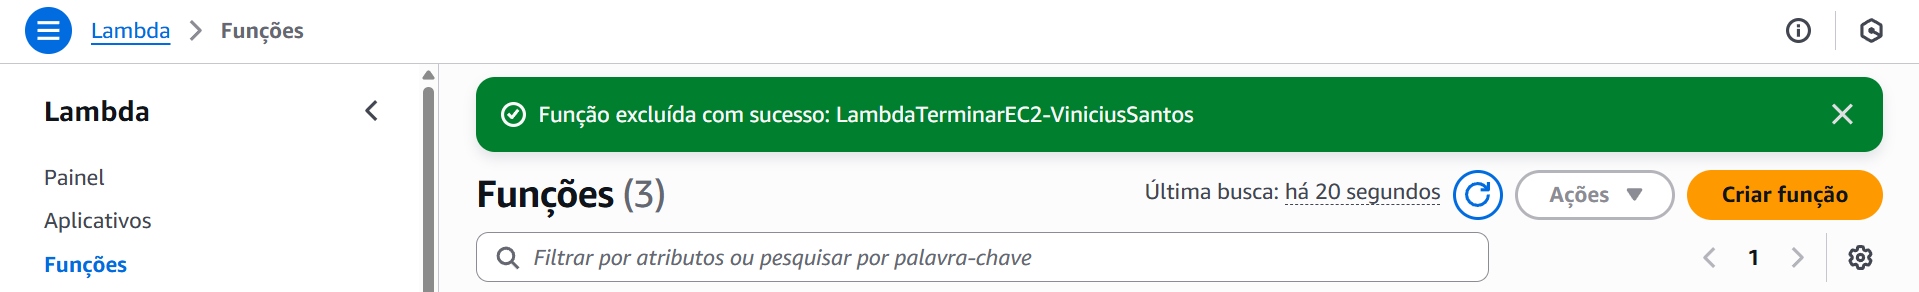 Lambda > Funções
Lambda
Painel
Aplicativos
Funções
Função excluída com sucesso: LambdaTerminarEC2-ViniciusSantos
Funções (3)
Última busca: há 20 segundos
Ações
Criar função
Filtrar por atributos ou pesquisar por palavra-chave
1